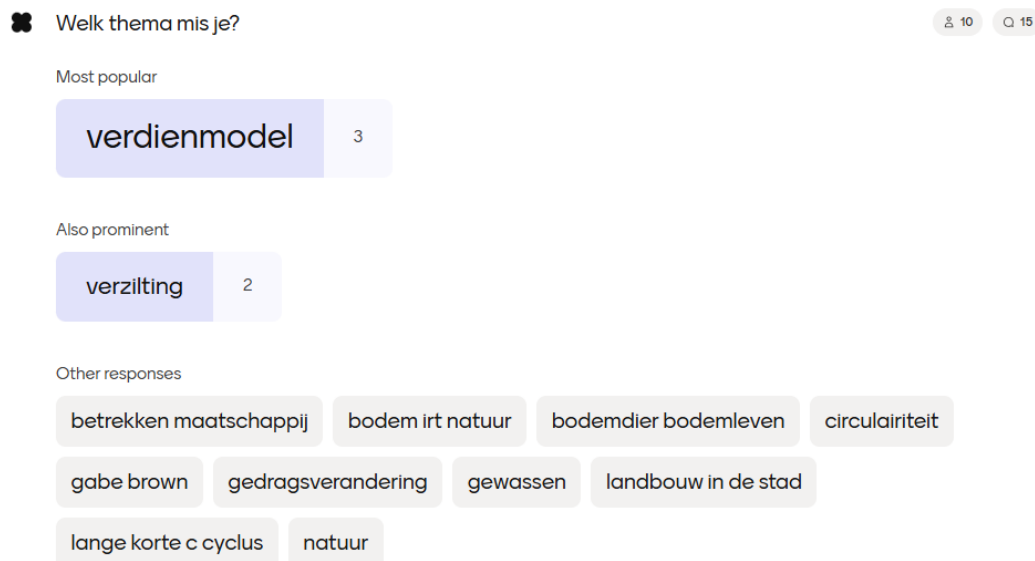 Welk thema mis je? 10 15
Most popular
verdienmodel 3
Also prominent
verzilting 2
Other responses
betrekken maatschappij bodem irt natuur bodemdier bodemleven circulairiteit
gabe brown gedragsverandering gewassen landbouw in de stad
lange korte c cyclus natuur